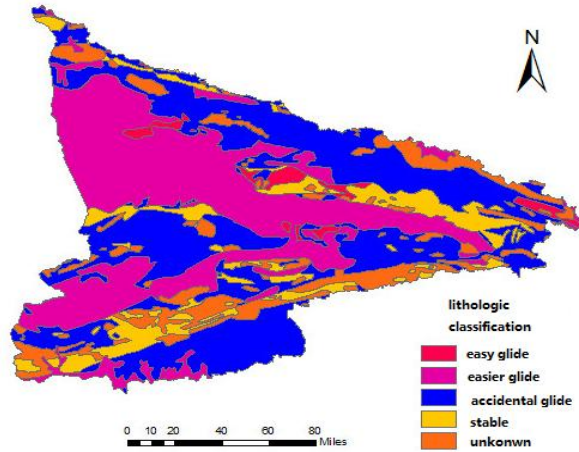 N
lithologic
classification
easy glide
easier glide
accidental glide
stable
unkonwn
0 10 20 40 60 80
Miles